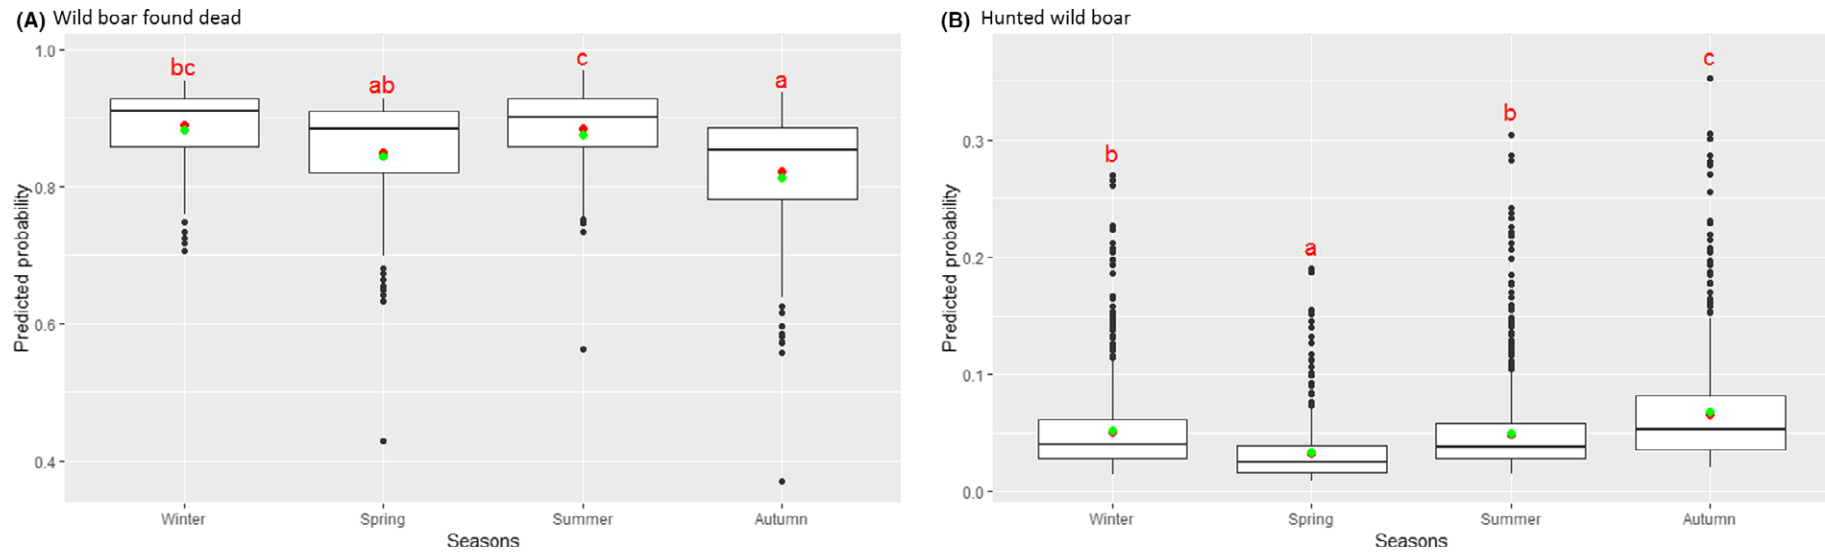 (A) Wild boar found dead
Predicted probability
1.0
0.8
0.6
0.4
bc
ab
c
a
Winter
Spring
Summer
Autumn
Seasons
(B) Hunted wild boar
Predicted probability
0.3
0.2
0.1
0.0
b
a
b
c
Winter
Spring
Summer
Autumn
Seasons